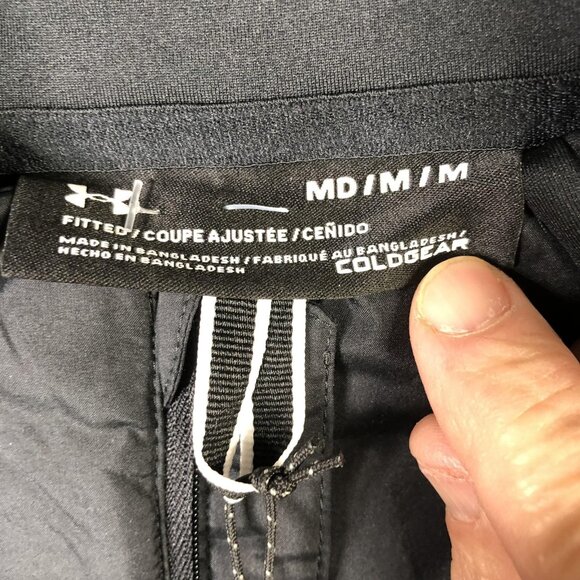 MD/M/M
FITTED/COUPE AJUSTÉE/CEÑIDO
MADE IN BANGLADESH/FABRIQUÉ AU BANGLADESH/
HECHO EN BANGLADESH
COLDGEAR